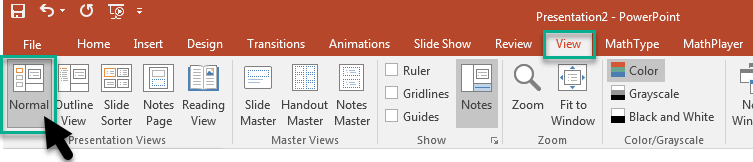 Presentation2 - PowerPoint
File Home Insert Design Transitions Animations Slide Show Review View MathType MathPlayer
Normal
Outline View
Slide Sorter
Notes Page
Reading View
Presentation Views
Slide Master
Handout Master
Notes Master
Master Views
Ruler
Gridlines
Guides
Show
Notes
Zoom
Fit to Window
Zoom
Color
Grayscale
Black and White
Color/Grayscale